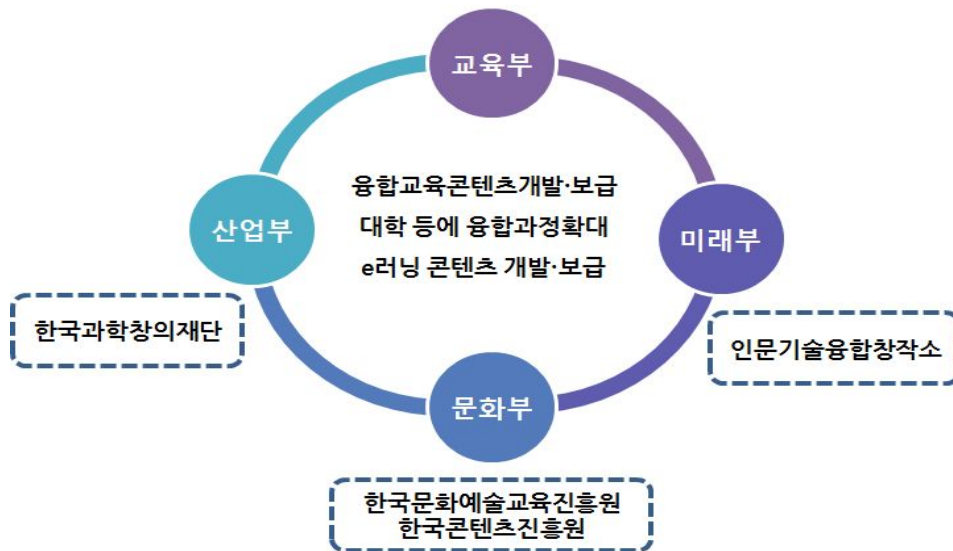 교육부
융합교육콘텐츠개발·보급
대학 등에 융합과정확대
e러닝 콘텐츠 개발·보급
산업부
미래부
한국과학창의재단
인문기술융합창작소
문화부
한국문화예술교육진흥원
한국콘텐츠진흥원